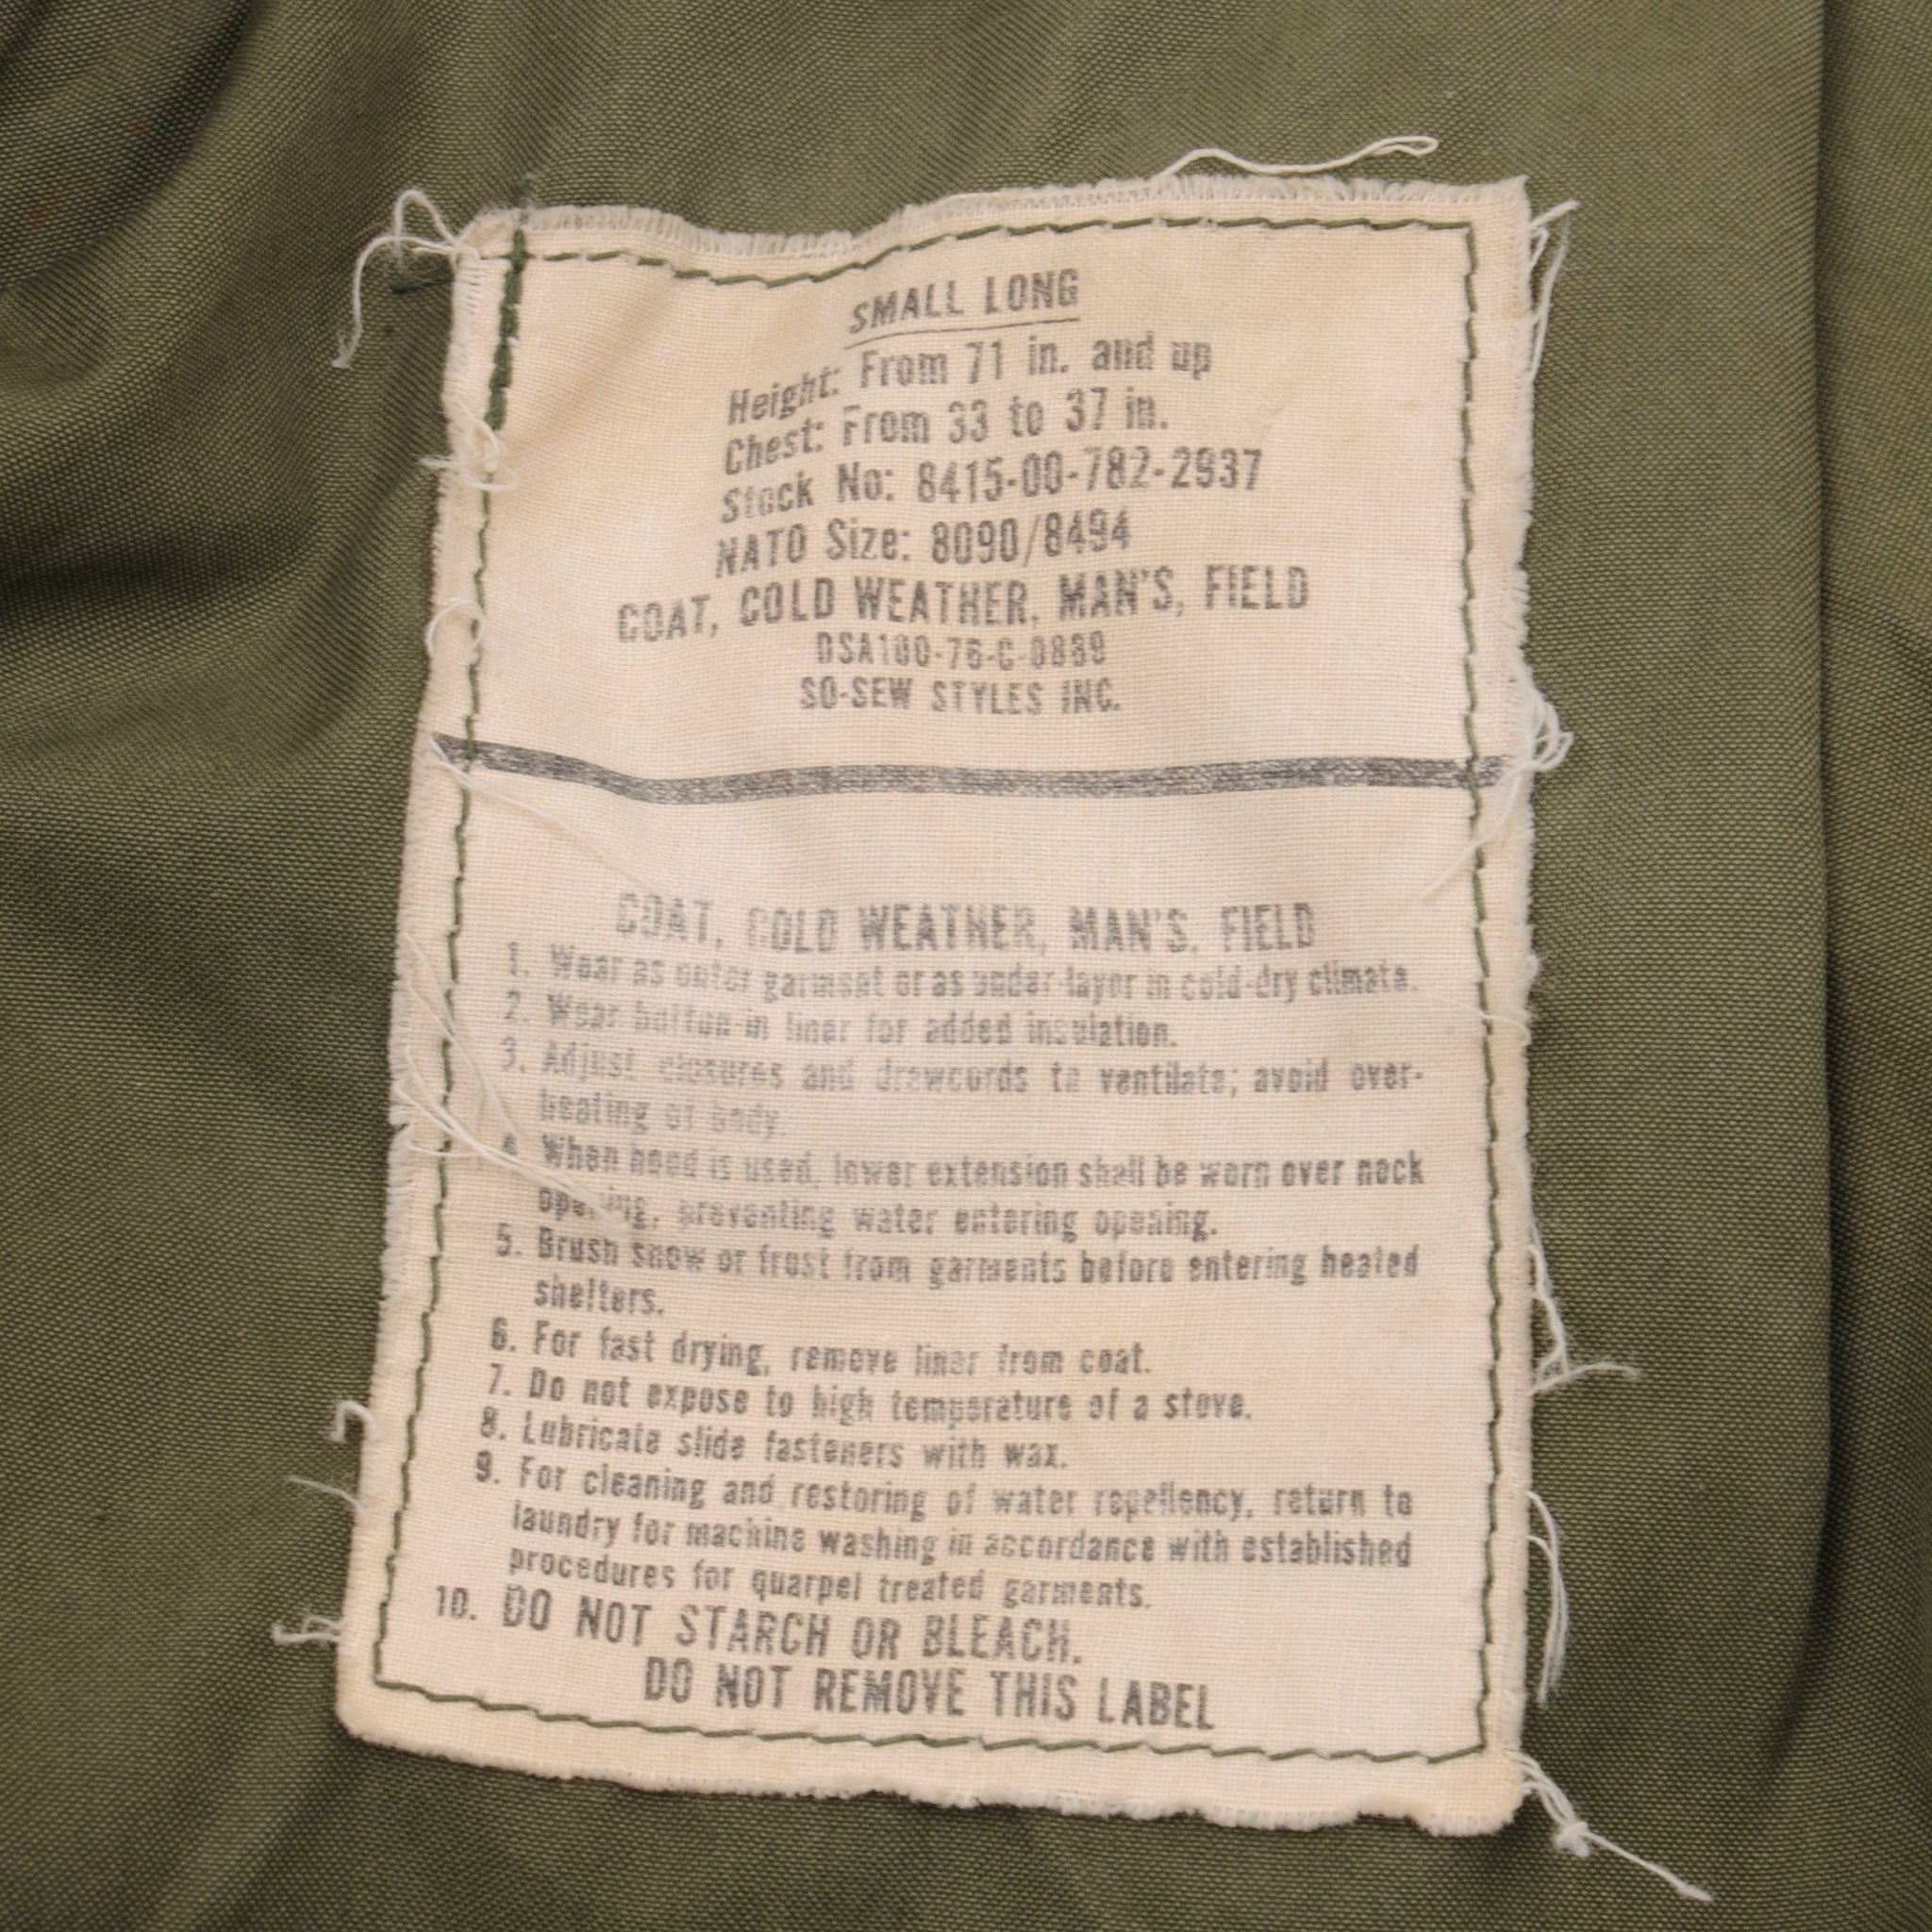 SMALL LONG
Height: From 71 in. and up
Chest: From 33 to 37 in.
Stock No: 8415-00-782-2937
NATO Size: 8090/8494
COAT, COLD WEATHER, MAN'S, FIELD
DSA100-76-C-0889
SO-SEW STYLES INC.
COAT, COLD WEATHER, MAN'S, FIELD
1. Wear as outer garment or as under-layer in cold-dry climate.
2. Wear button-in liner for added insulation.
3. Adjust closures and drawcords to ventilate; avoid over-
heating of body.
4. When hood is used, lower extension shall be worn over neck
opening, preventing water entering opening.
5. Brush snow or frost from garments before entering heated
shelters.
6. For fast drying, remove liner from coat.
7. Do not expose to high temperature of a stove.
8. Lubricate slide fasteners with wax.
9. For cleaning and restoring of water repellency, return to
laundry for machine washing in accordance with established
procedures for quarpel treated garments.
10. DO NOT STARCH OR BLEACH.
DO NOT REMOVE THIS LABEL